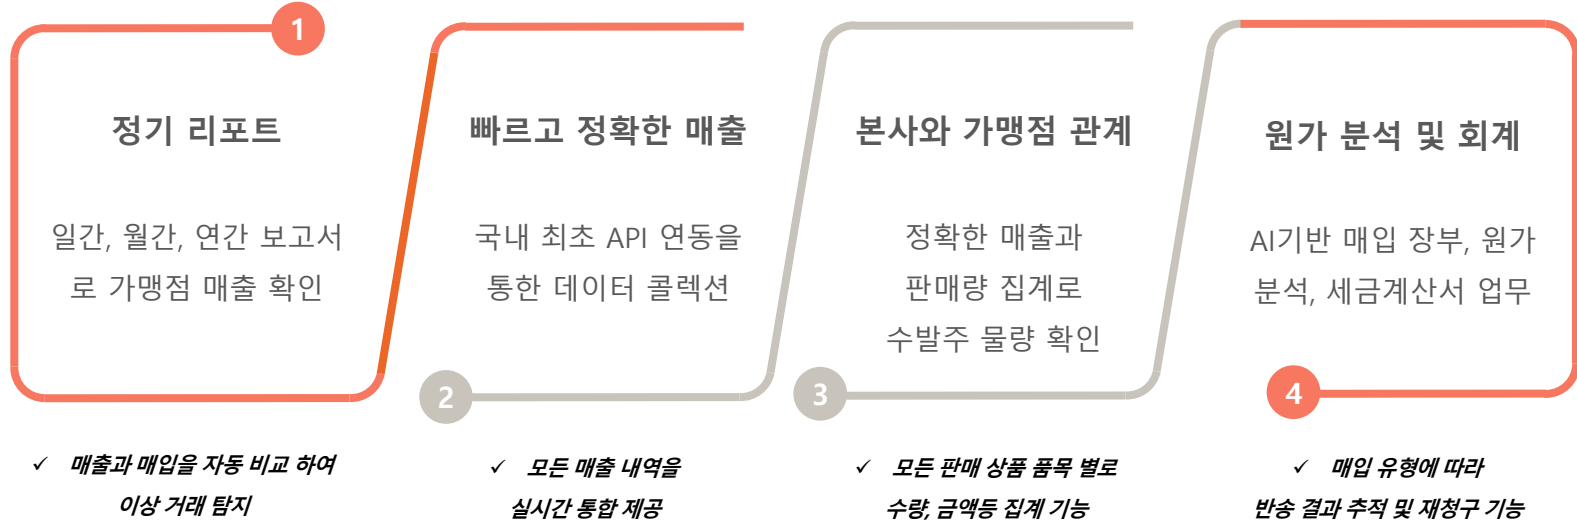 1
정기 리포트
일간, 월간, 연간 보고서
로 가맹점 매출 확인
✓ 매출과 매입을 자동 비교 하여
이상 거래 탐지
빠르고 정확한 매출
국내 최초 API 연동을
통한 데이터 콜렉션
2
✓ 모든 매출 내역을
실시간 통합 제공
본사와 가맹점 관계
정확한 매출과
판매량 집계로
수발주 물량 확인
3
✓ 모든 판매 상품 품목 별로
수량, 금액등 집계 기능
원가 분석 및 회계
AI기반 매입 장부, 원가
분석, 세금계산서 업무
4
✓ 매입 유형에 따라
반송 결과 추적 및 재청구 기능